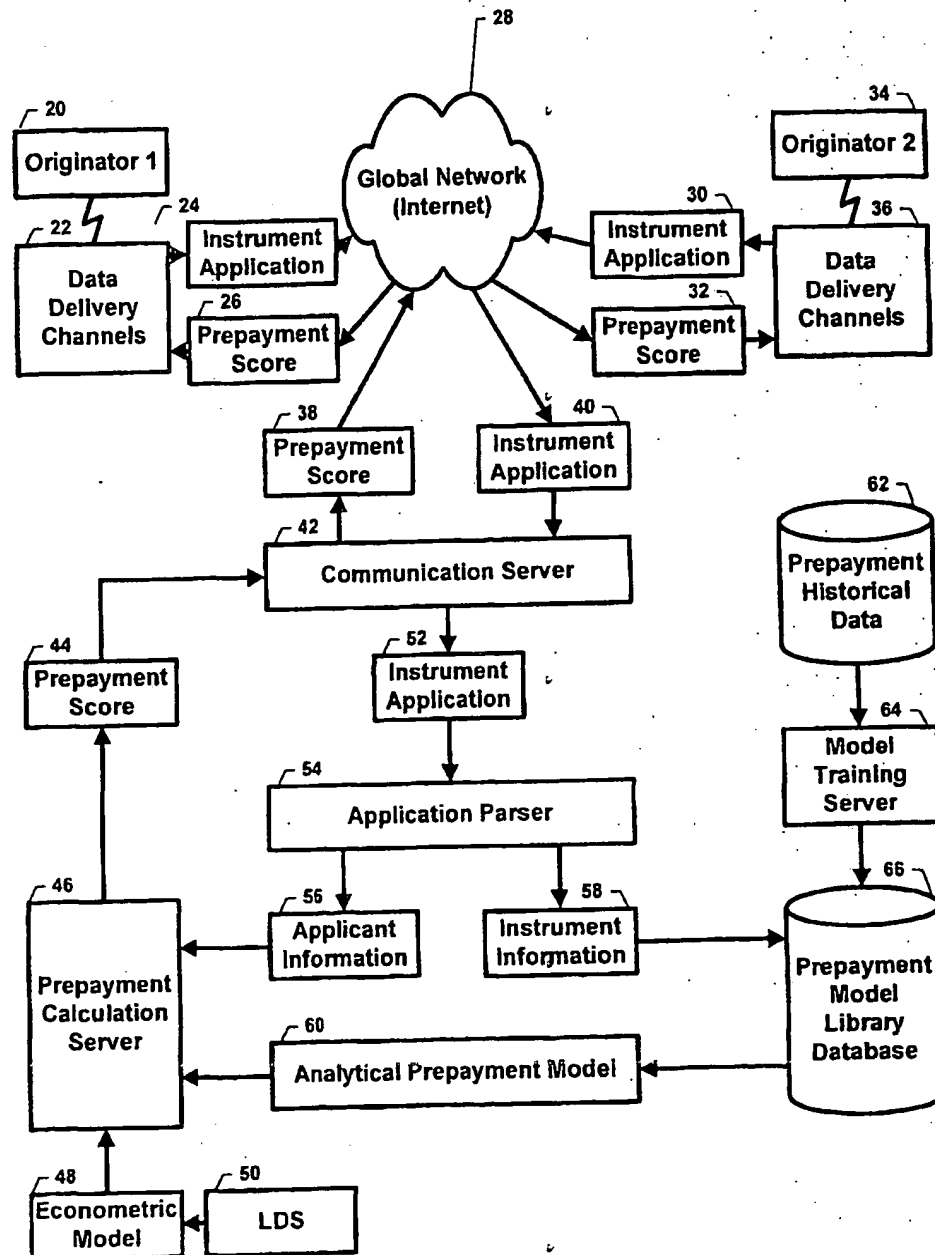 28
20
Originator 1
34
Originator 2
Global Network
(Internet)
24
Instrument
Application
22
Data
Delivery
Channels
26
Prepayment
Score
30
Instrument
Application
36
Data
Delivery
Channels
32
Prepayment
Score
38
Prepayment
Score
40
Instrument
Application
42
Communication Server
62
Prepayment
Historical
Data
44
Prepayment
Score
52
Instrument
Application
64
Model
Training
Server
54
Application Parser
46
Prepayment
Calculation
Server
56
Applicant
Information
58
Instrument
Information
66
Prepayment
Model
Library
Database
60
Analytical Prepayment Model
48
Econometric
Model
50
LDS